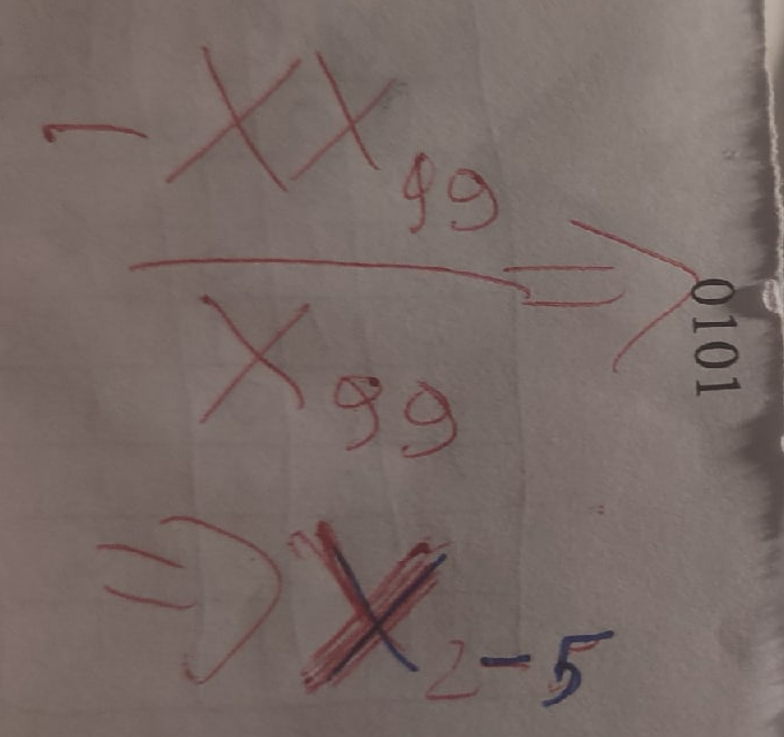 - XX99 =>
X99
0101
=> X2-5